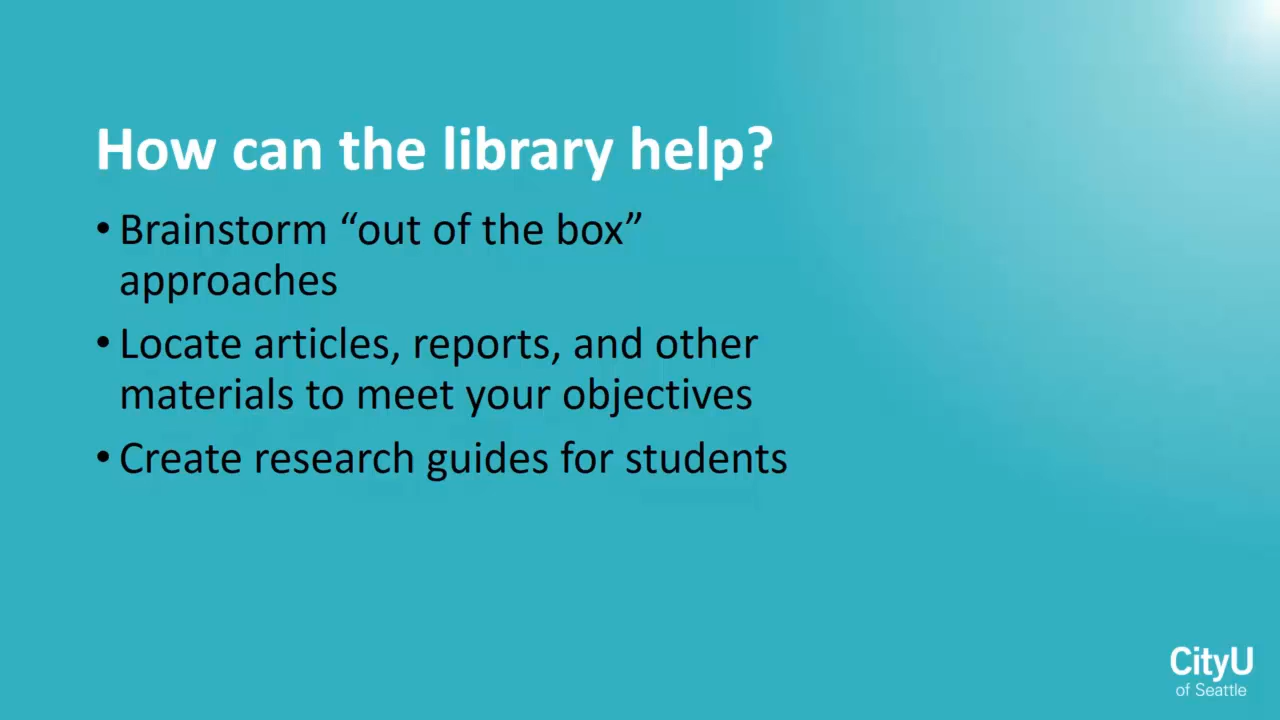 How can the library help?
• Brainstorm “out of the box”
approaches
• Locate articles, reports, and other
materials to meet your objectives
• Create research guides for students
CityU
of Seattle